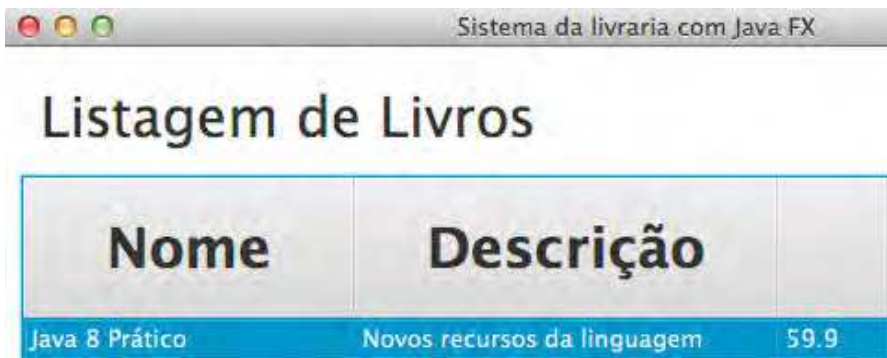 Sistema da livraria com Java FX
Listagem de Livros
Nome Descrição
Java 8 Prático Novos recursos da linguagem 59.9